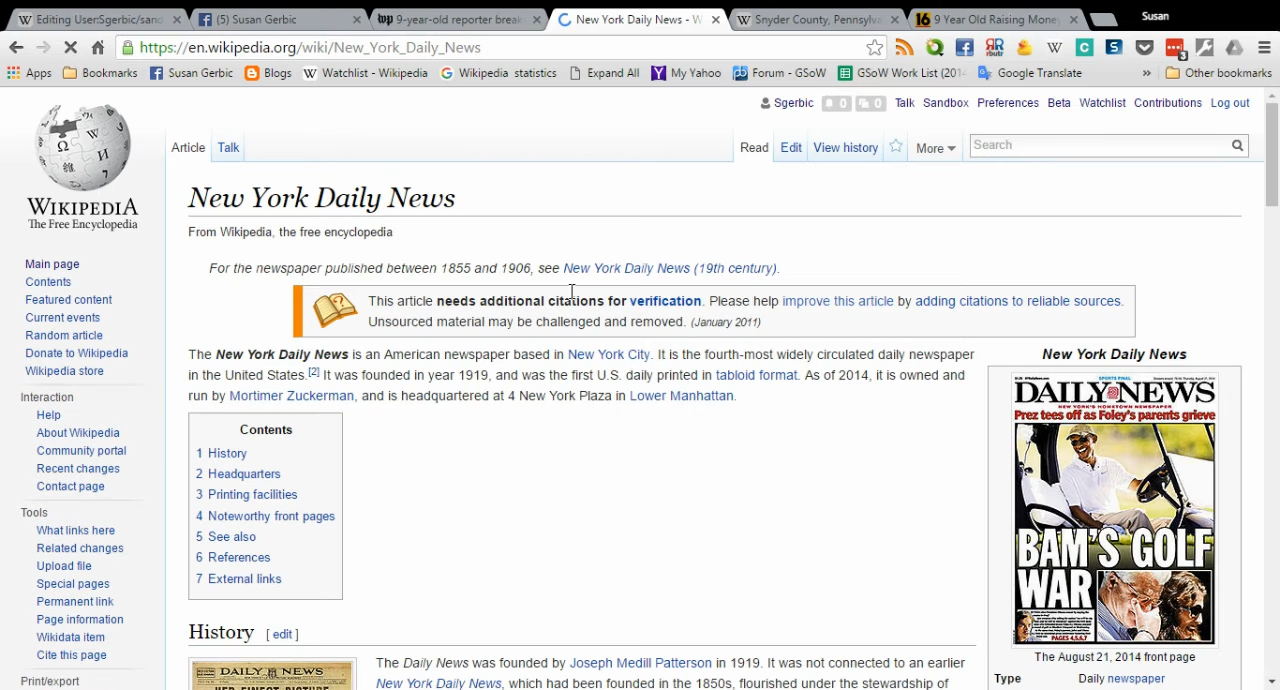 Editing User:Sgerbic/sand
(5) Susan Gerbic
9-year-old reporter break
New York Daily News - W
Snyder County, Pennsylva
9 Year Old Raising Money
Susan
https://en.wikipedia.org/wiki/New_York_Daily_News
Apps Bookmarks Susan Gerbic Blogs Watchlist - Wikipedia Wikipedia statistics Expand All My Yahoo Forum - GSoW GSoW Work List (201 Google Translate » Other bookmarks
Sgerbic 0 0 Talk Sandbox Preferences Beta Watchlist Contributions Log out
Article Talk Read Edit View history More Search
WIKIPEDIA
The Free Encyclopedia
Main page
Contents
Featured content
Current events
Random article
Donate to Wikipedia
Wikipedia store
Interaction
Help
About Wikipedia
Community portal
Recent changes
Contact page
Tools
What links here
Related changes
Upload file
Special pages
Permanent link
Page information
Wikidata item
Cite this page
Print/export
New York Daily News
From Wikipedia, the free encyclopedia
For the newspaper published between 1855 and 1906, see New York Daily News (19th century).
This article needs additional citations for verification. Please help improve this article by adding citations to reliable sources.
Unsourced material may be challenged and removed. (January 2011)
The New York Daily News is an American newspaper based in New York City. It is the fourth-most widely circulated daily newspaper
in the United States.[2] It was founded in year 1919, and was the first U.S. daily printed in tabloid format. As of 2014, it is owned and
run by Mortimer Zuckerman, and is headquartered at 4 New York Plaza in Lower Manhattan.
Contents
1 History
2 Headquarters
3 Printing facilities
4 Noteworthy front pages
5 See also
6 References
7 External links
History [ edit ]
DAILY NEWS
The Daily News was founded by Joseph Medill Patterson in 1919. It was not connected to an earlier
New York Daily News, which had been founded in the 1850s, flourished under the stewardship of
New York Daily News
SPORTS FINAL
DAILY NEWS
NEW YORK'S HOMETOWN NEWSPAPER
Prez tees off as Foley's parents grieve
BAM'S GOLF
WAR
PAGES 4,5,6,7
The August 21, 2014 front page
Type Daily newspaper